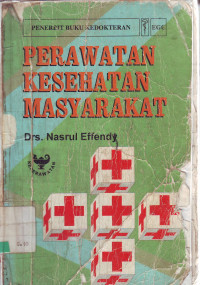 PENERBIT BUKU KEDOKTERAN EGC
PERAWATAN
KESEHATAN
MASYARAKAT
Drs. Nasrul Effendy